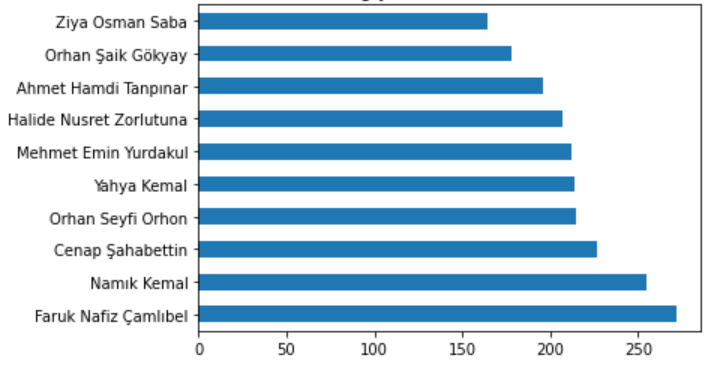 Ziya Osman Saba
Orhan Şaik Gökyay
Ahmet Hamdi Tanpınar
Halide Nusret Zorlutuna
Mehmet Emin Yurdakul
Yahya Kemal
Orhan Seyfi Orhon
Cenap Şahabettin
Namık Kemal
Faruk Nafiz Çamlıbel
0 50 100 150 200 250